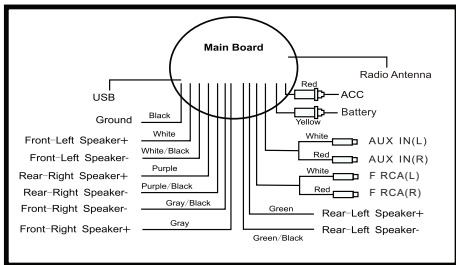 Main Board
Radio Antenna
USB
Red
ACC
Battery
Yellow
Black
Ground
White
Front-Left Speaker+
White/Black
Front-Left Speaker-
Purple
Rear-Right Speaker+
Purple/Black
Rear-Right Speaker-
Gray/Black
Front-Right Speaker-
Gray
Front-Right Speaker+
White
AUX IN(L)
Red
AUX IN(R)
White
F RCA(L)
Red
F RCA(R)
Green
Rear-Left Speaker+
Rear-Left Speaker-
Green/Black